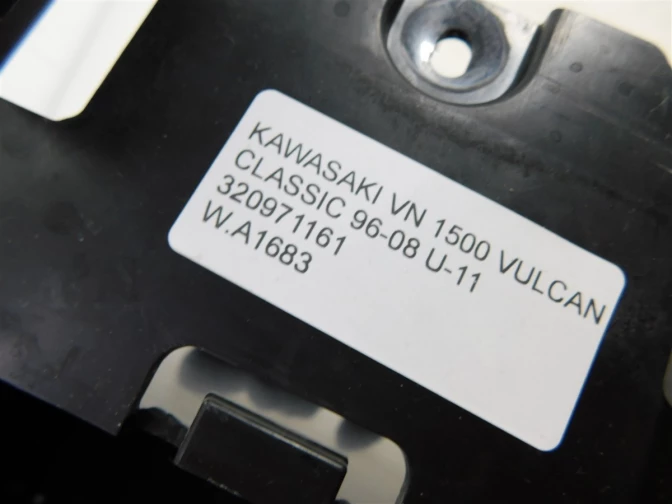 KAWASAKI VN 1500 VULCAN
CLASSIC 96-08 U-11
320971161
W.A1683